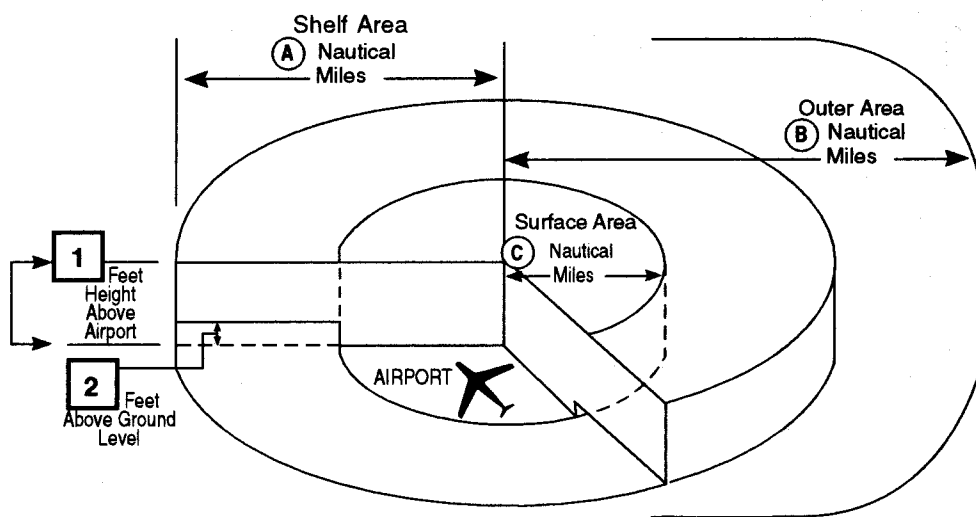 Shelf Area
A Nautical
Miles
Outer Area
B Nautical
Miles
Surface Area
C Nautical
Miles
1
Feet
Height
Above
Airport
2
Feet
Above Ground
Level
AIRPORT